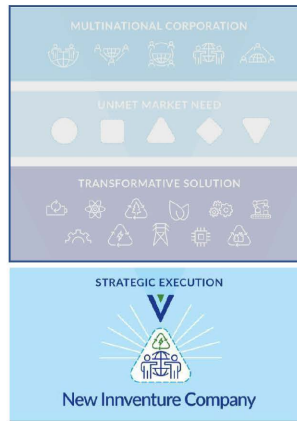 MULTINATIONAL CORPORATION
UNMET MARKET NEED
TRANSFORMATIVE SOLUTION
STRATEGIC EXECUTION
New Innventure Company